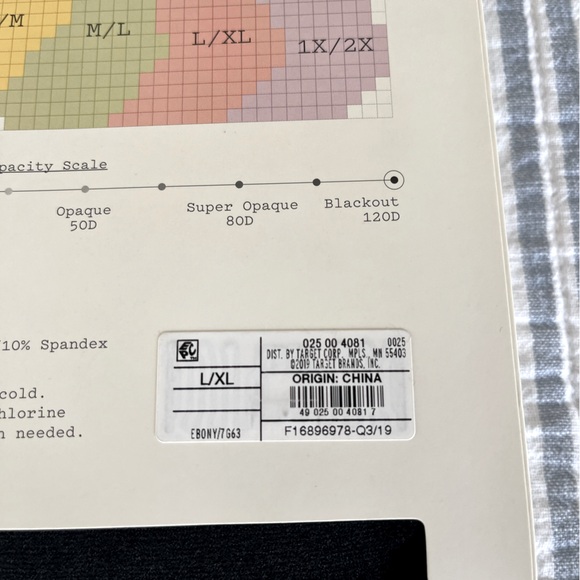 /M
M/L
L/XL
1X/2X
pacity Scale
Opaque
50D
Super Opaque
80D
Blackout
120D
/10% Spandex
cold.
hlorine
n needed.
L/XL
EBONY/7G63
025 00 4081 0025
DIST. BY TARGET CORP., MPLS., MN 55403
©2019 TARGET BRANDS, INC.
ORIGIN: CHINA
49 025 00 4081 7
F16896978-Q3/19